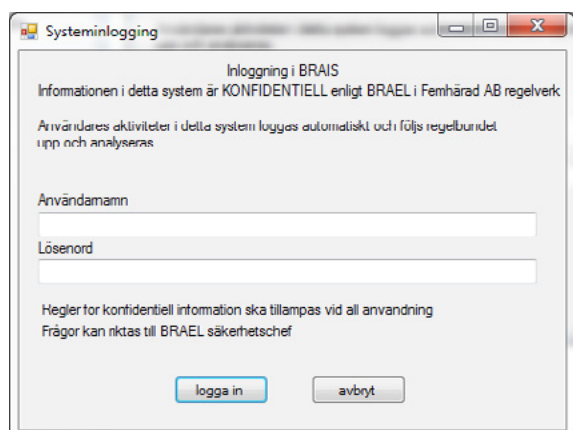 Systeminlogging
Inloggning i BRAIS
Informationen i detta system är KONFIDENTIELL enligt BRAEL i Femhärad AB regelverk
Användares aktiviteter i detta system loggas automatiskt och följs regelbundet
upp och analyseras
Användarnamn
Lösenord
Regler för konfidentiell information ska tillämpas vid all användning
Frågor kan riktas till BRAEL säkerhetschef
logga in
avbryt